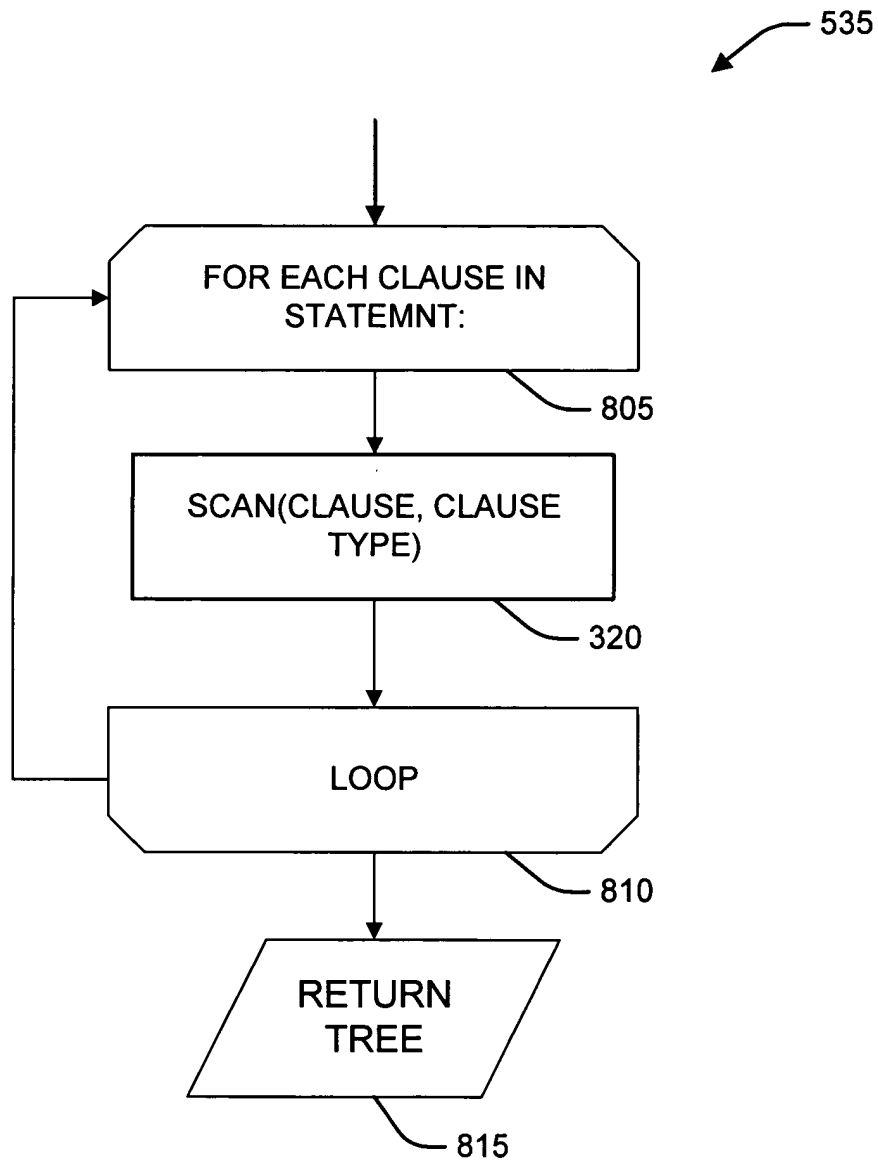 535
FOR EACH CLAUSE IN
STATEMNT:
805
SCAN(CLAUSE, CLAUSE
TYPE)
320
LOOP
810
RETURN
TREE
815